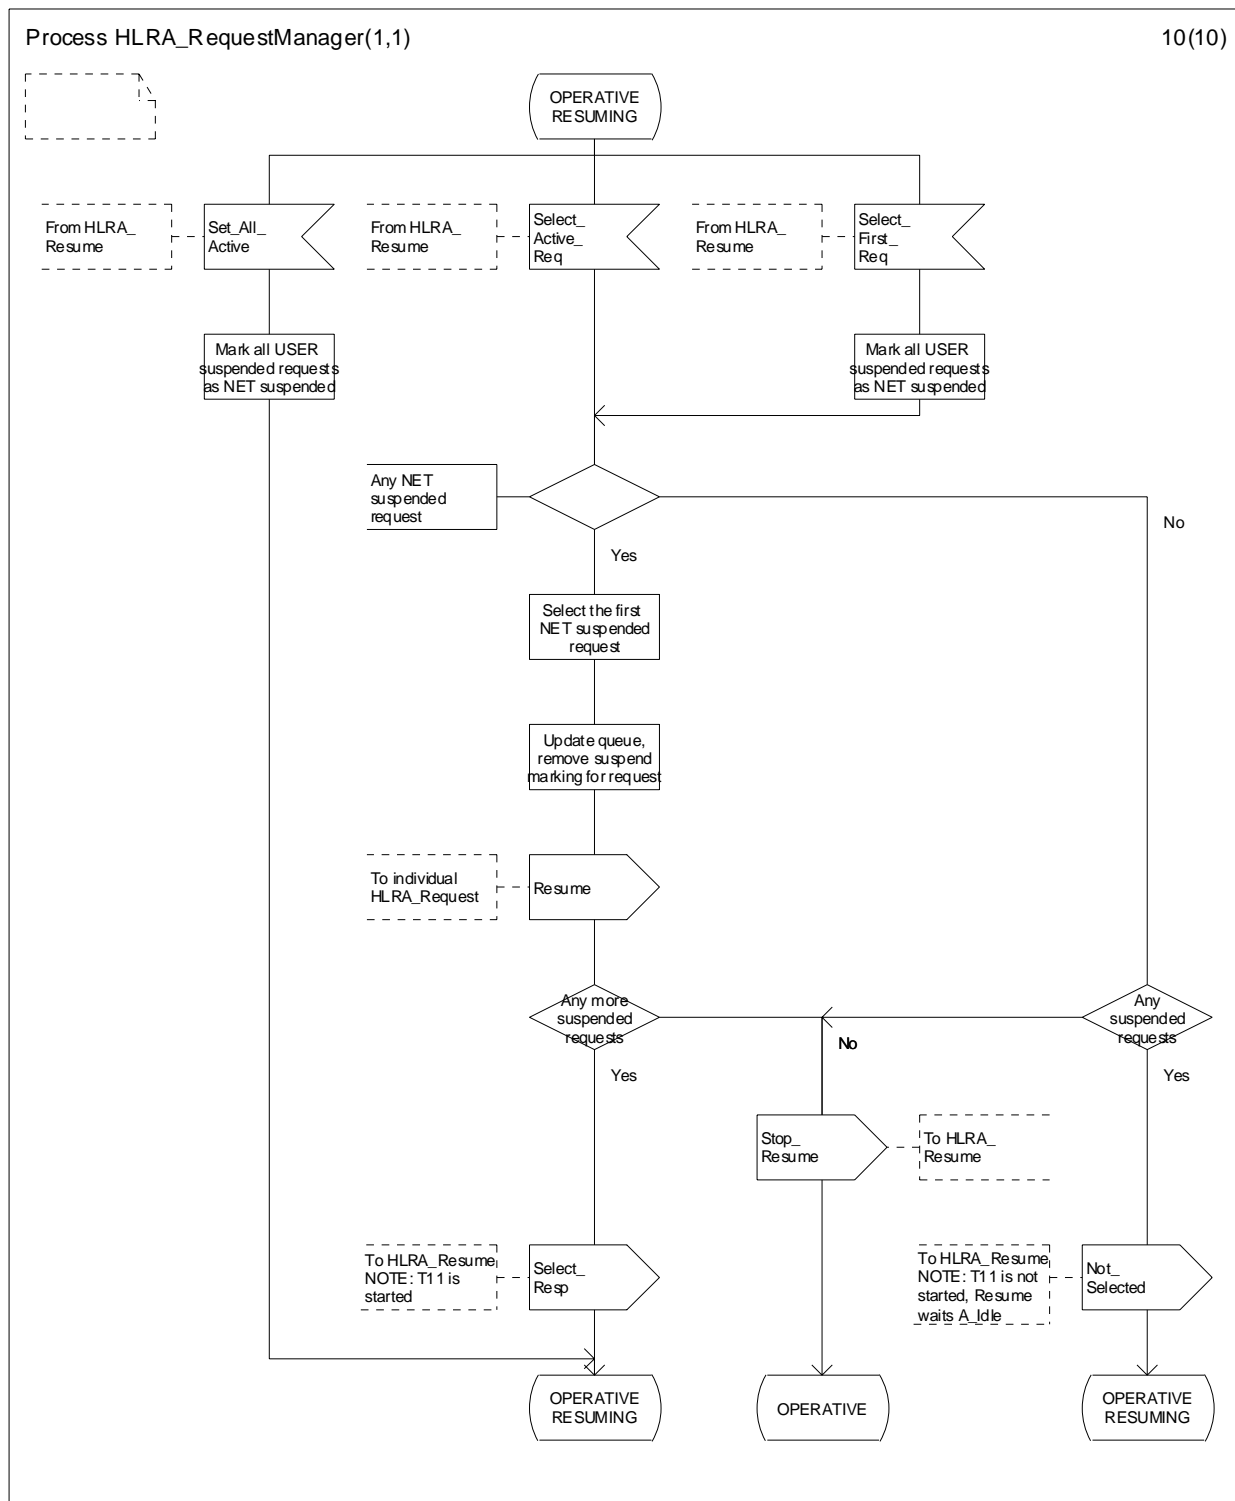 Process HLRA_RequestManager(1,1)
10(10)
OPERATIVE
RESUMING
From HLRA_
Resume
Set_All_
Active
From HLRA_
Resume
Select_
Active_
Req
From HLRA_
Resume
Select_
First_
Req
Mark all USER
suspended requests
as NET suspended
Mark all USER
suspended requests
as NET suspended
Any NET
suspended
request
No
Yes
Select the first
NET suspended
request
Update queue,
remove suspend
marking for request
To individual
HLRA_Request
Resume
Any more
suspended
requests
Any
suspended
requests
No
Yes
Yes
Stop_
Resume
To HLRA_
Resume
To HLRA_Resume
NOTE: T11 is
started
Select_
Resp
To HLRA_Resume
NOTE: T11 is not
started, Resume
waits A_Idle
Not_
Selected
OPERATIVE
RESUMING
OPERATIVE
OPERATIVE
RESUMING